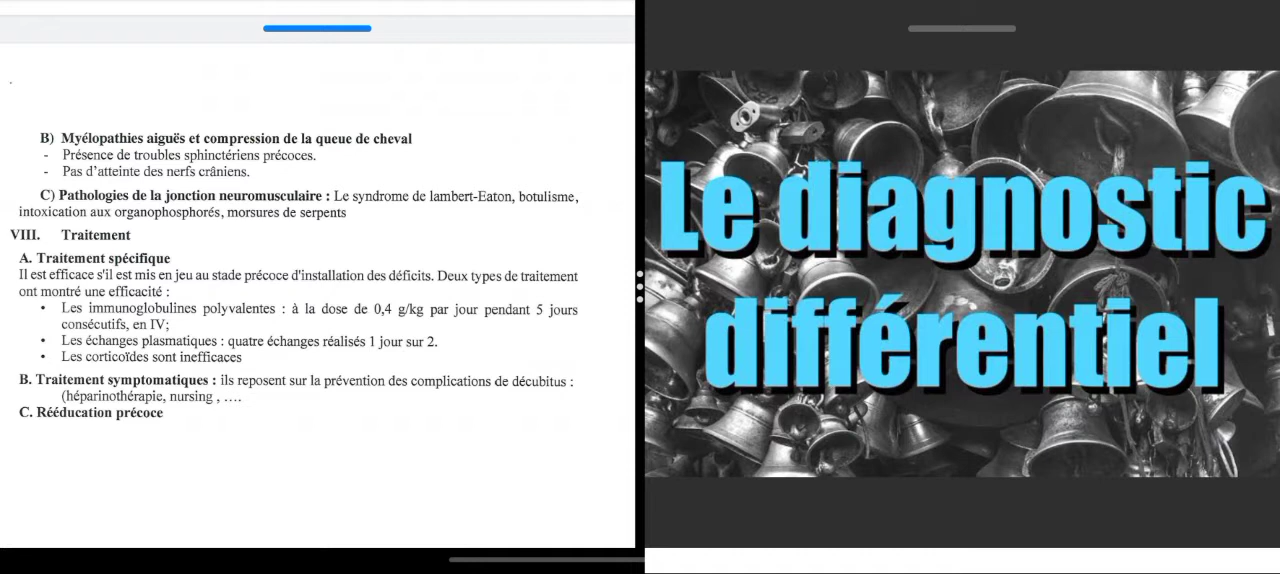 B) Myélopathies aiguës et compression de la queue de cheval
- Présence de troubles sphinctériens précoces.
- Pas d'atteinte des nerfs crâniens.
C) Pathologies de la jonction neuromusculaire : Le syndrome de lambert-Eaton, botulisme,
intoxication aux organophosphorés, morsures de serpents
VIII. Traitement
A. Traitement spécifique
Il est efficace s'il est mis en jeu au stade précoce d'installation des déficits. Deux types de traitement
ont montré une efficacité :
• Les immunoglobulines polyvalentes : à la dose de 0,4 g/kg par jour pendant 5 jours
consécutifs, en IV;
• Les échanges plasmatiques : quatre échanges réalisés 1 jour sur 2.
• Les corticoïdes sont inefficaces
B. Traitement symptomatiques : ils reposent sur la prévention des complications de décubitus :
(héparinothérapie, nursing , ….
C. Rééducation précoce
Le diagnostic
différentiel